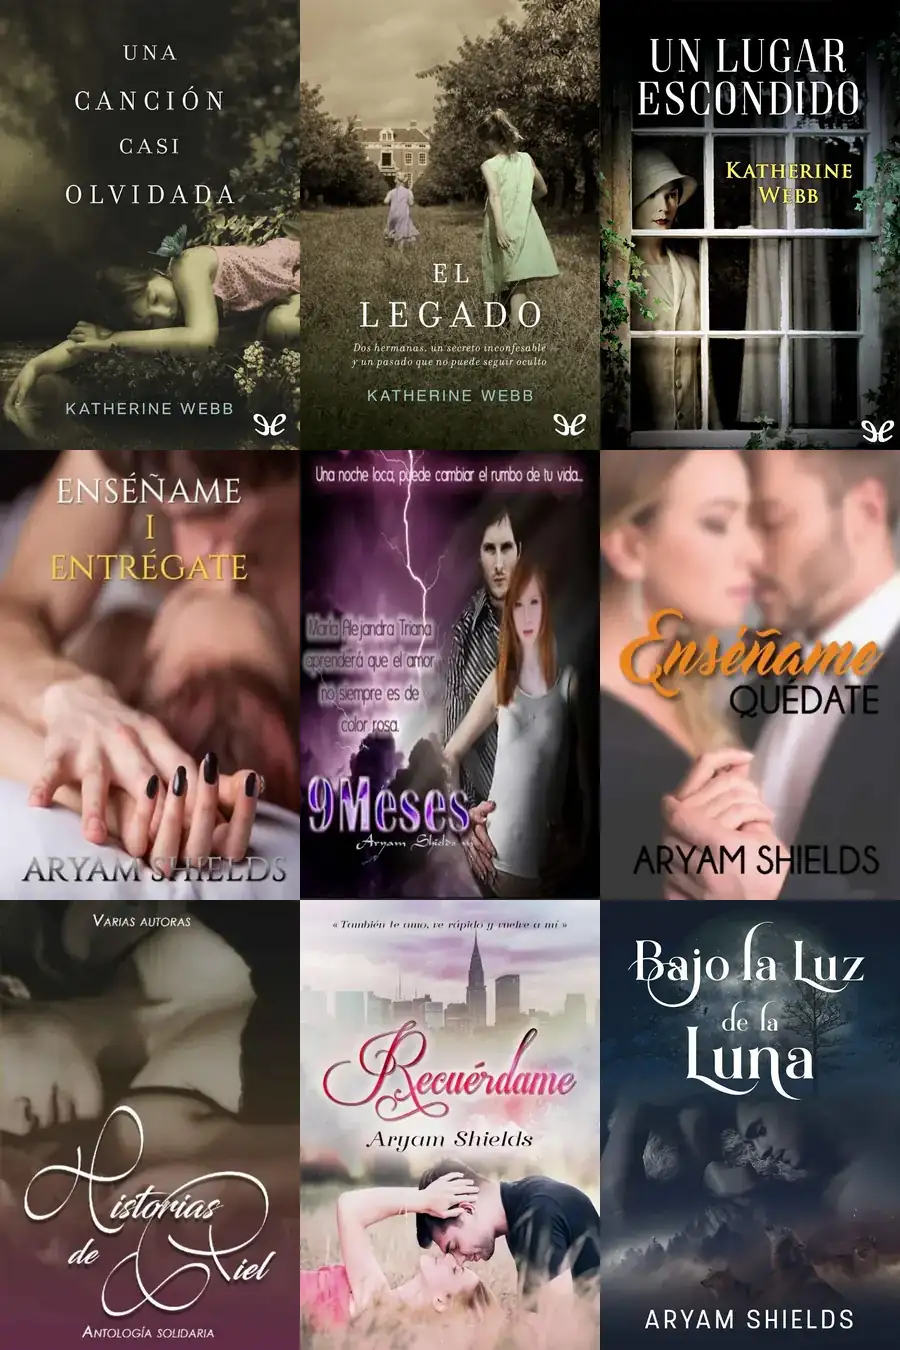 UNA
CANCIÓN
CASI
OLVIDADA
KATHERINE WEBB
EL
LEGADO
Dos hermanas, un secreto inconfesable
y un pasado que no puede seguir oculto
KATHERINE WEBB
UN LUGAR
ESCONDIDO
KATHERINE
WEBB
ENSÉÑAME
I
ENTRÉGATE
ARYAM SHIELDS
Una noche loca, puede cambiar el rumbo de tu vida...
María Alejandra Triana
aprenderá que el amor
no siempre es de
color rosa.
9Meses
Aryam Shields
Enséñame
QUÉDATE
ARYAM SHIELDS
VARIAS AUTORAS
Historias
de
Piel
ANTOLOGÍA SOLIDARIA
«También te amo, ve rápido y vuelve a mí»
Recuérdame
Aryam Shields
Bajo la Luz
de la
Luna
ARYAM SHIELDS